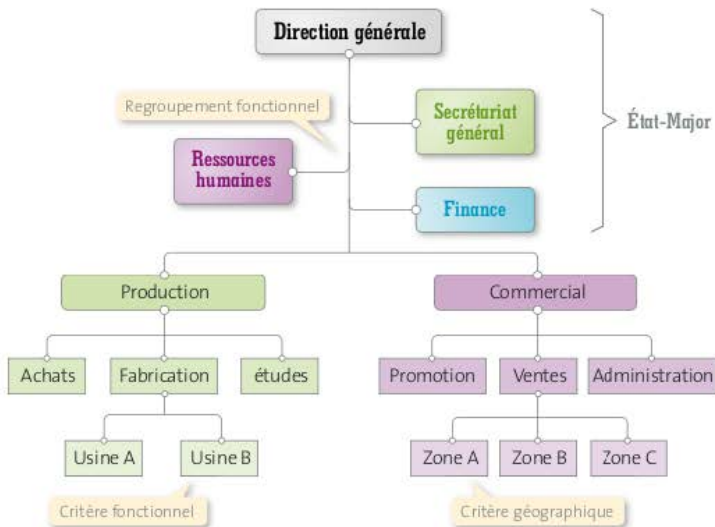 Direction générale
Regroupement fonctionnel
Secrétariat
général
État-Major
Ressources
humaines
Finance
Production
Commercial
Achats
Fabrication
études
Promotion
Ventes
Administration
Usine A
Usine B
Zone A
Zone B
Zone C
Critère fonctionnel
Critère géographique